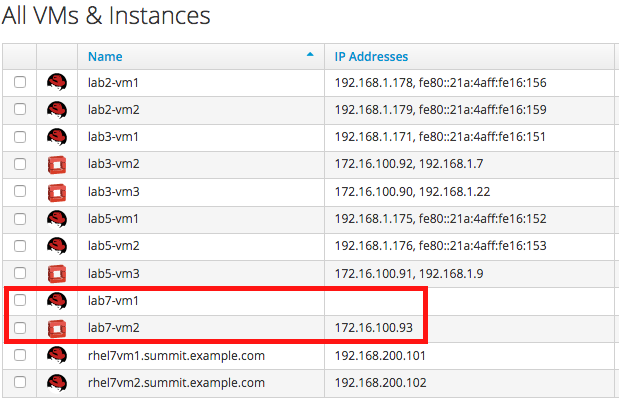 All VMs & Instances
Name IP Addresses
lab2-vm1 192.168.1.178, fe80::21a:4aff:fe16:156
lab2-vm2 192.168.1.179, fe80::21a:4aff:fe16:159
lab3-vm1 192.168.1.171, fe80::21a:4aff:fe16:151
lab3-vm2 172.16.100.92, 192.168.1.7
lab3-vm3 172.16.100.90, 192.168.1.22
lab5-vm1 192.168.1.175, fe80::21a:4aff:fe16:152
lab5-vm2 192.168.1.176, fe80::21a:4aff:fe16:153
lab5-vm3 172.16.100.91, 192.168.1.9
lab7-vm1
lab7-vm2 172.16.100.93
rhel7vm1.summit.example.com 192.168.200.101
rhel7vm2.summit.example.com 192.168.200.102